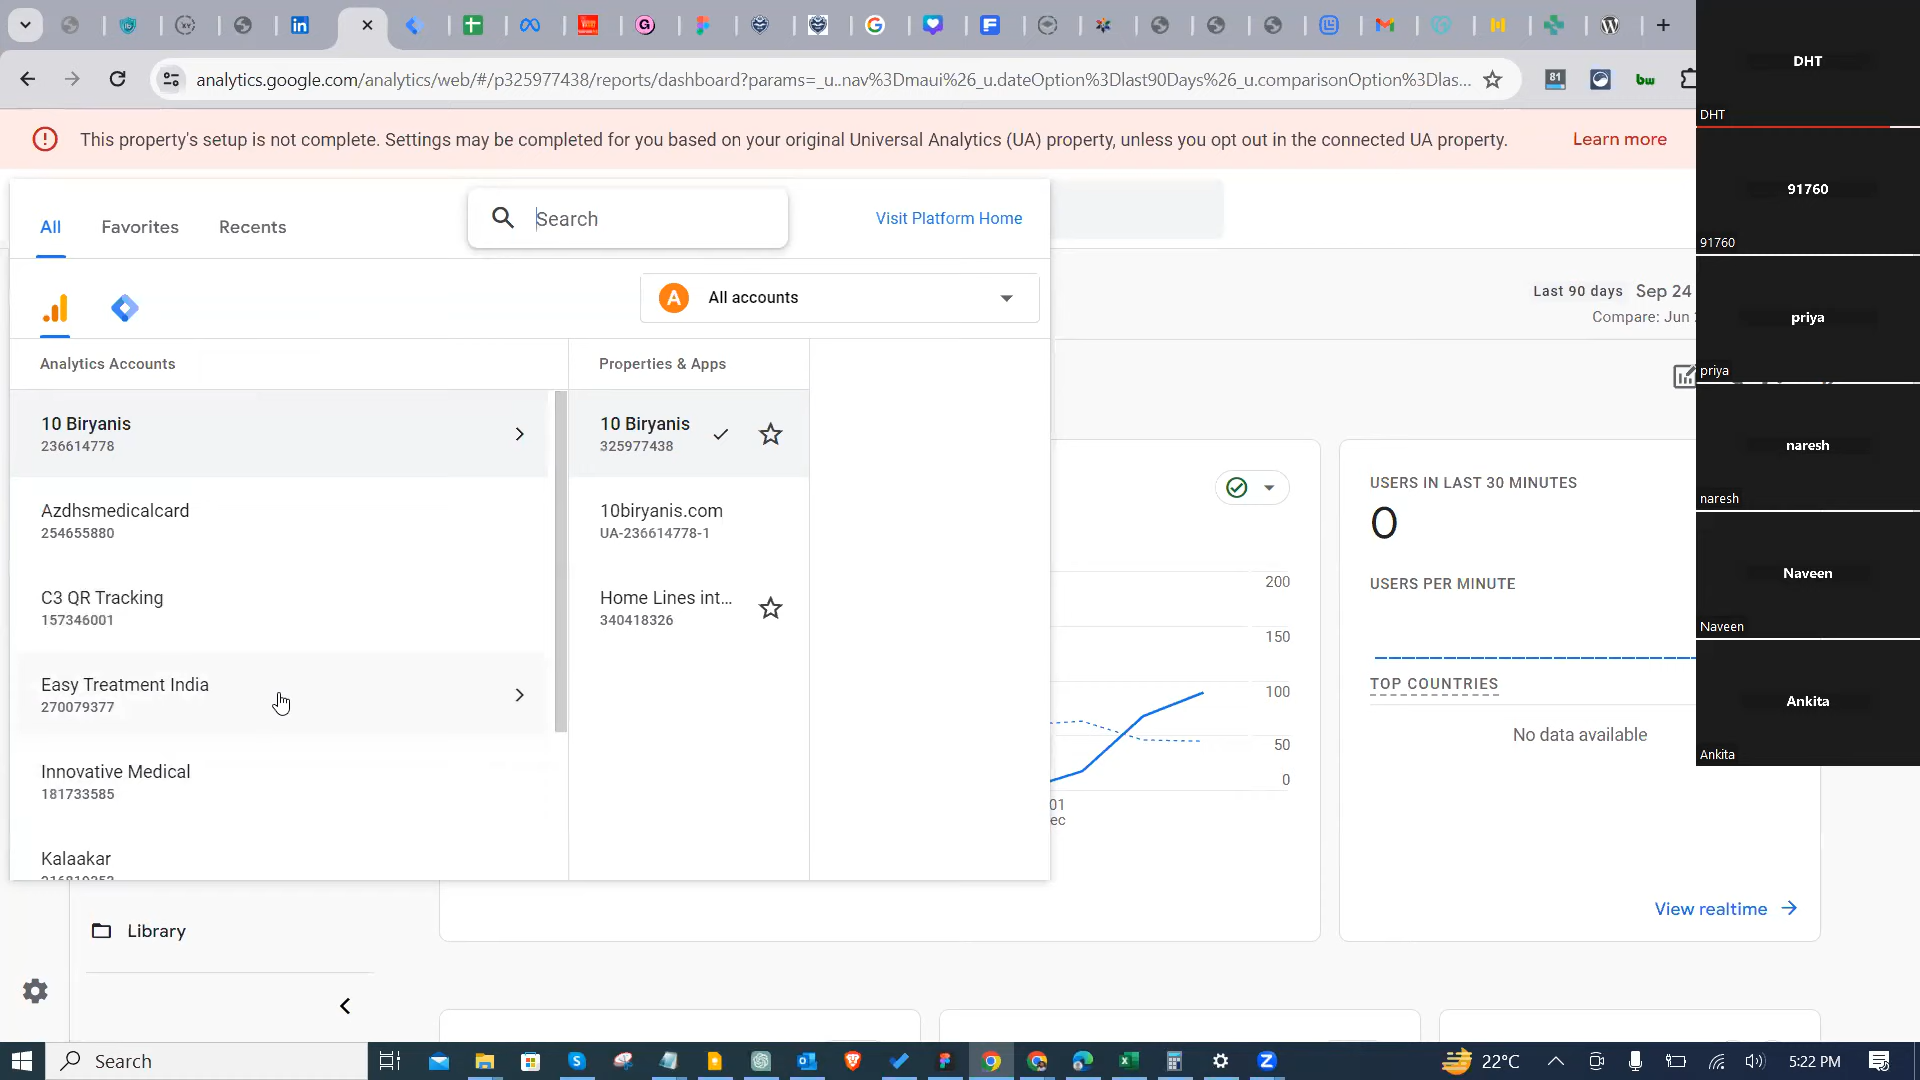 81
bw
analytics.google.com/analytics/web/#/p325977438/reports/dashboard?params=_u..nav%3Dmaui%26_u.dateOption%3Dlast90Days%26_u.comparisonOption%3Dlas...
This property's setup is not complete. Settings may be completed for you based on your original Universal Analytics (UA) property, unless you opt out in the connected UA property.
Learn more
All
Favorites
Recents
Search
Visit Platform Home
A
All accounts
Analytics Accounts
Properties & Apps
10 Biryanis
236614778
Azdhsmedicalcard
254655880
C3 QR Tracking
157346001
Easy Treatment India
270079377
Innovative Medical
181733585
Kalaakar
10 Biryanis
325977438
10biryanis.com
UA-236614778-1
Home Lines int...
340418326
Last 90 days
Sep 24
Compare: Jun
200
150
100
50
0
01
ec
USERS IN LAST 30 MINUTES
0
USERS PER MINUTE
TOP COUNTRIES
No data available
View realtime
Library
DHT
DHT
91760
91760
priya
priya
naresh
naresh
Naveen
Naveen
Ankita
Ankita
Search
22°C
5:22 PM